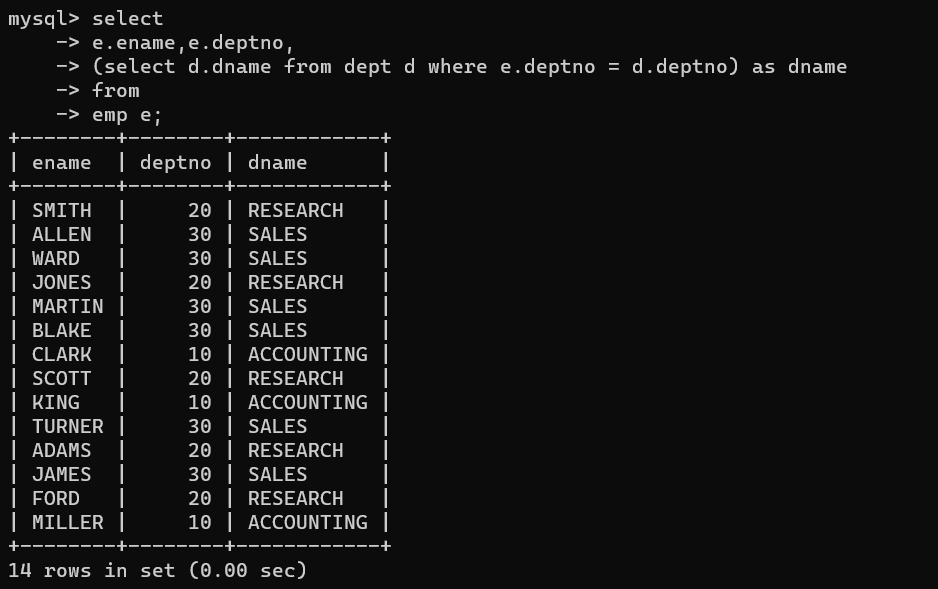 mysql> select
    -> e.ename,e.deptno,
    -> (select d.dname from dept d where e.deptno = d.deptno) as dname
    -> from
    -> emp e;
+--------+--------+------------+
| ename  | deptno | dname      |
+--------+--------+------------+
| SMITH  |     20 | RESEARCH   |
| ALLEN  |     30 | SALES      |
| WARD   |     30 | SALES      |
| JONES  |     20 | RESEARCH   |
| MARTIN |     30 | SALES      |
| BLAKE  |     30 | SALES      |
| CLARK  |     10 | ACCOUNTING |
| SCOTT  |     20 | RESEARCH   |
| KING   |     10 | ACCOUNTING |
| TURNER |     30 | SALES      |
| ADAMS  |     20 | RESEARCH   |
| JAMES  |     30 | SALES      |
| FORD   |     20 | RESEARCH   |
| MILLER |     10 | ACCOUNTING |
+--------+--------+------------+
14 rows in set (0.00 sec)